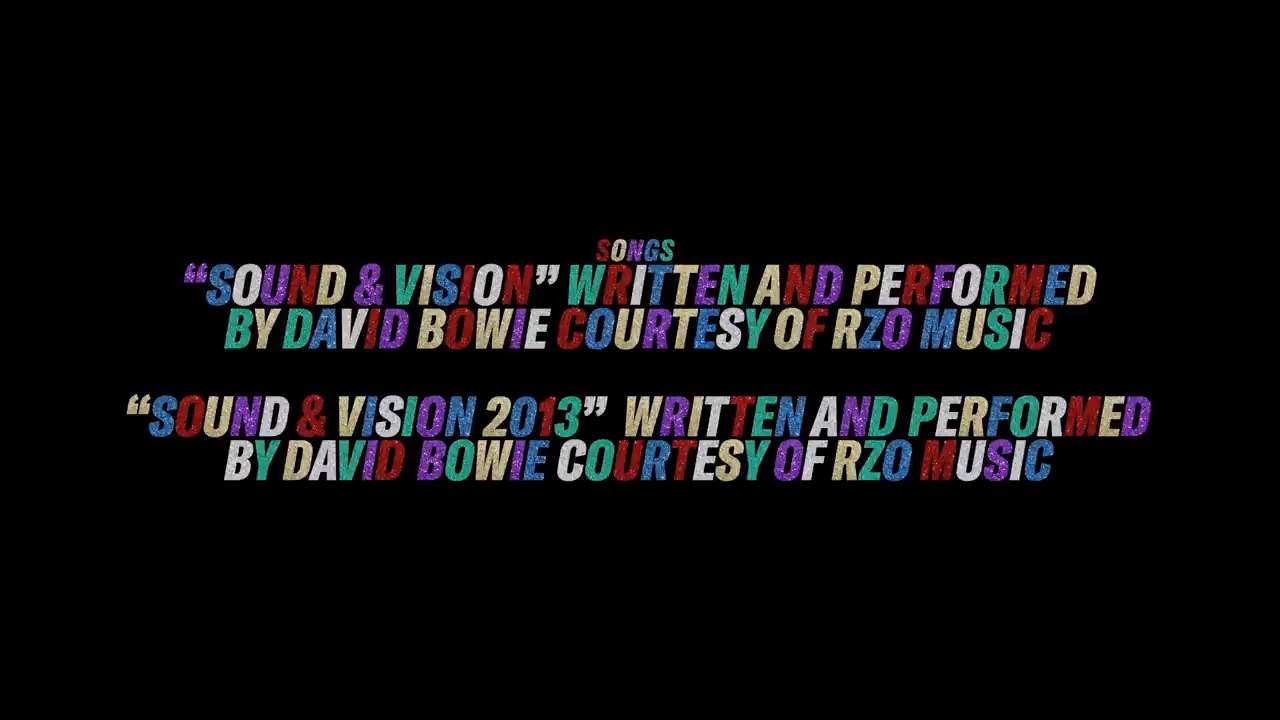 SONGS
“SOUND & VISION” WRITTEN AND PERFORMED
BY DAVID BOWIE COURTESY OF RZO MUSIC
“SOUND & VISION 2013” WRITTEN AND PERFORMED
BY DAVID BOWIE COURTESY OF RZO MUSIC